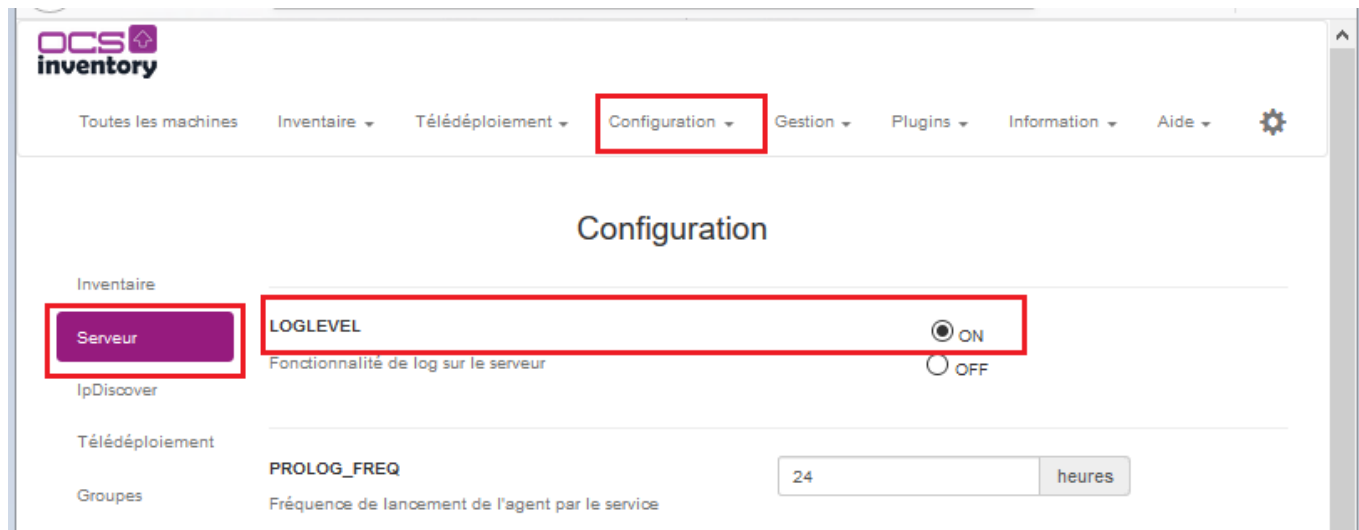 OCS
inventory
Toutes les machines Inventaire Télédéploiement Configuration Gestion Plugins Information Aide
Configuration
Inventaire
Serveur
LOGLEVEL
ON
Fonctionnalité de log sur le serveur
OFF
IpDiscover
Télédéploiement
PROLOG_FREQ
24 heures
Groupes
Fréquence de lancement de l'agent par le service